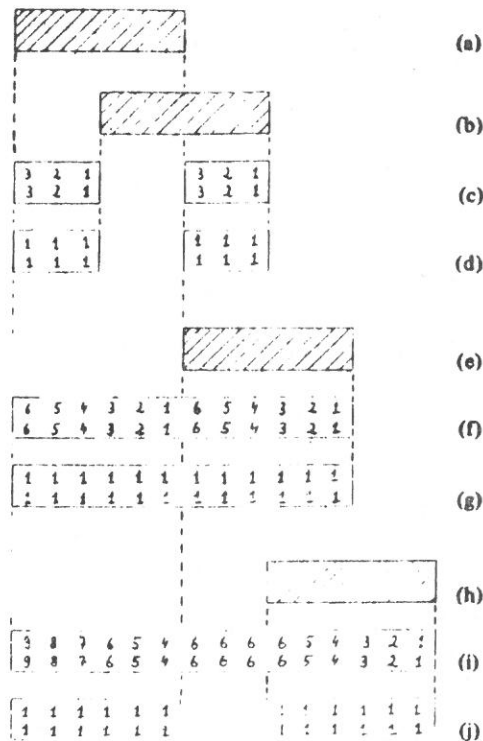 (a)
(b)
3 2 1 3 2 1
3 2 1 3 2 1 (c)
1 1 1 1 1 1
1 1 1 1 1 1 (d)
(e)
6 5 4 3 2 1 6 5 4 3 2 1
6 5 4 3 2 1 6 5 4 3 2 1 (f)
1 1 1 1 1 1 1 1 1 1 1 1
1 1 1 1 1 1 1 1 1 1 1 1 (g)
(h)
9 8 7 6 5 4 6 6 6 6 5 4 3 2 1
9 8 7 6 5 4 6 6 6 6 5 4 3 2 1 (i)
1 1 1 1 1 1 1 1 1 1 1 1
1 1 1 1 1 1 1 1 1 1 1 1 (j)